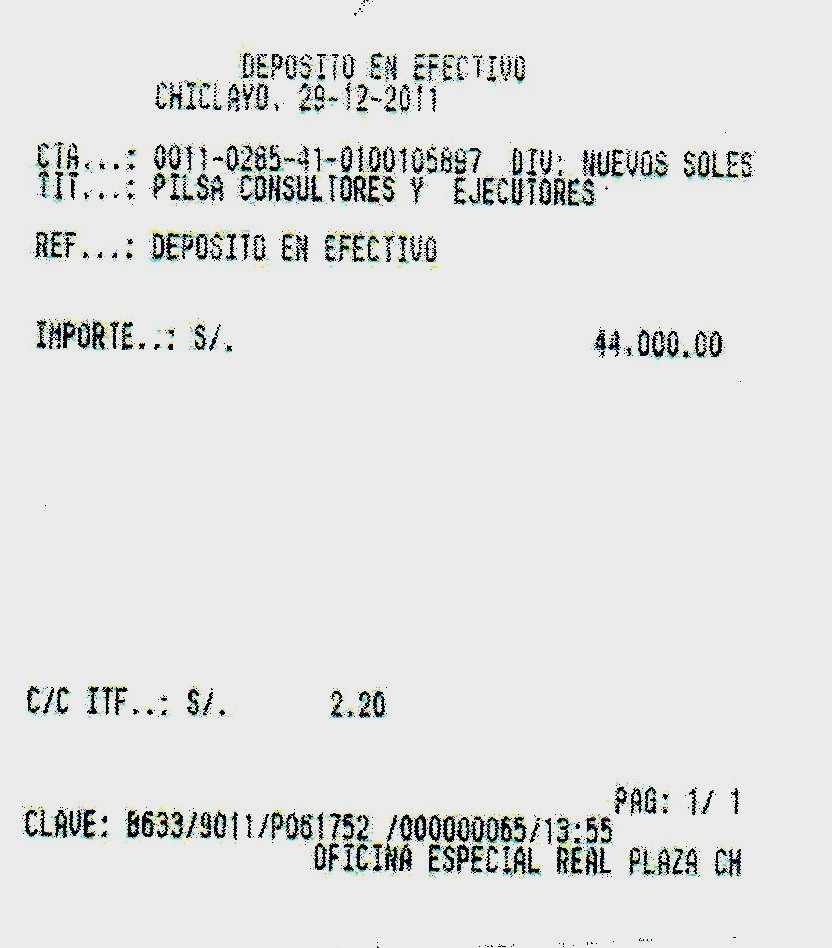 DEPOSITO EN EFECTIVO
CHICLAYO, 29-12-2011
CTA...: 0011-0285-41-0100105897 DIV: NUEVOS SOLES
TIT...: PILSA CONSULTORES Y EJECUTORES
REF...: DEPOSITO EN EFECTIVO
IMPORTE..: S/. 44,000.00
C/C ITF..: S/. 2.20
PAG: 1/ 1
CLAVE: B633/9011/P061752 /000000065/13:55
OFICINA ESPECIAL REAL PLAZA CH